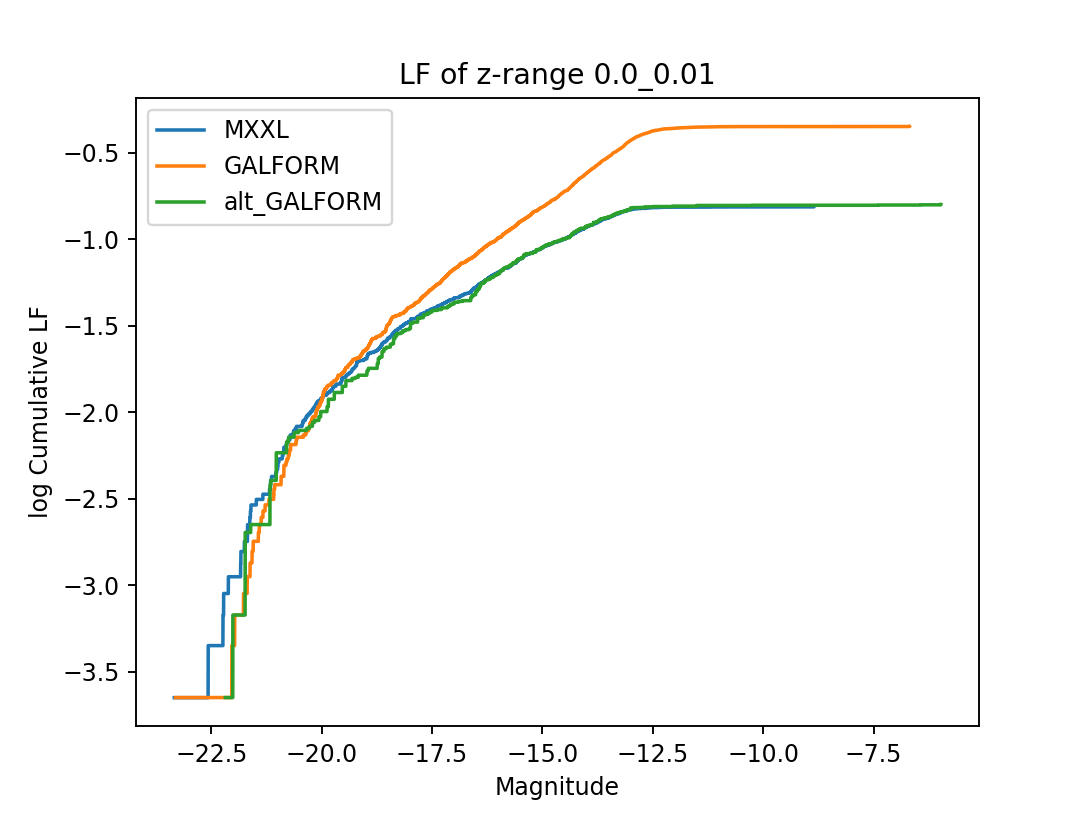 LF of z-range 0.0_0.01
MXXL
GALFORM
alt_GALFORM
−0.5
−1.0
−1.5
−2.0
−2.5
−3.0
−3.5
log Cumulative LF
−22.5 −20.0 −17.5 −15.0 −12.5 −10.0 −7.5
Magnitude